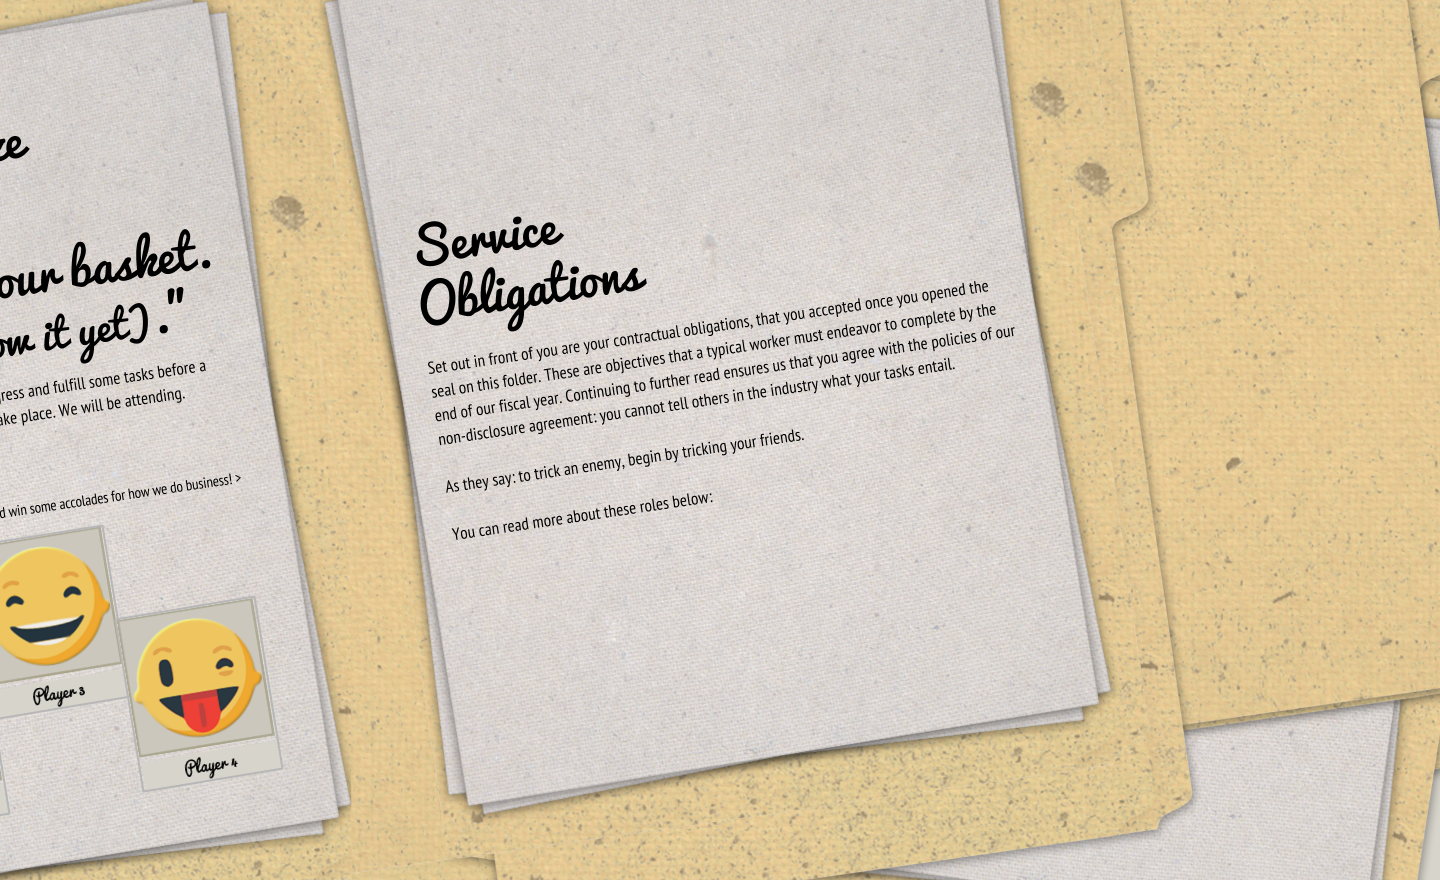 our basket.
ow it yet)."
ress and fulfill some tasks before a
ake place. We will be attending.
d win some accolades for how we do business! >
Player 3
Player 4
Service
Obligations
Set out in front of you are your contractual obligations, that you accepted once you opened the
seal on this folder. These are objectives that a typical worker must endeavor to complete by the
end of our fiscal year. Continuing to further read ensures us that you agree with the policies of our
non-disclosure agreement: you cannot tell others in the industry what your tasks entail.
As they say: to trick an enemy, begin by tricking your friends.
You can read more about these roles below: